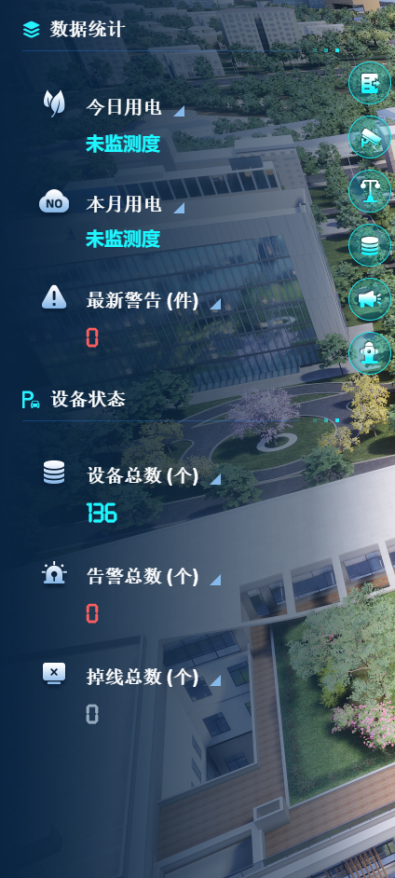 数据统计
今日用电
未监测度
NO
本月用电
未监测度
最新警告 (件)
0
P
设备状态
设备总数 (个)
136
告警总数 (个)
0
掉线总数 (个)
0